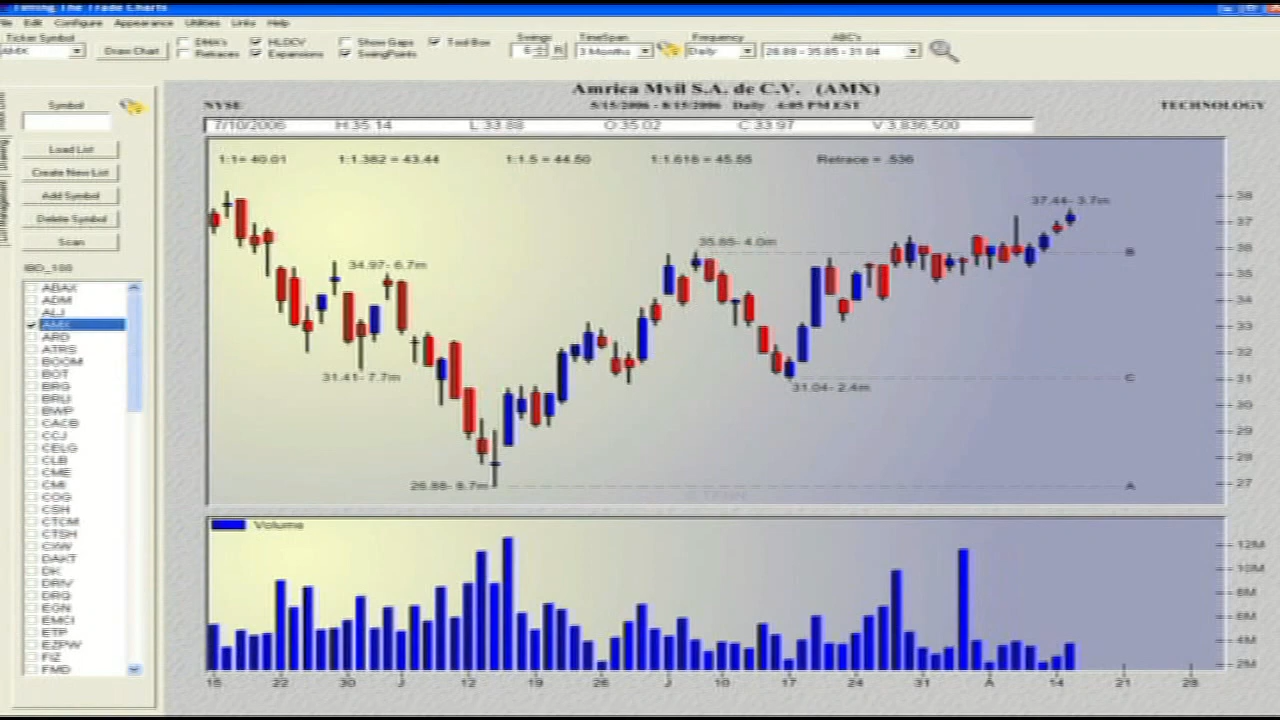 Timing The Trade Charts
File Edit Configure Appearance Utilities Links Help
Ticker Symbol
AMX
Draw Chart
DMA's
HLOCV
Show Gaps
Tool Box
Retraces
Expansions
SwingPoints
Swings
6
R
TimeSpan
3 Months
Frequency
Daily
ABC's
26.88 - 35.85 - 31.04
Symbol
Load List
Create New List
Add Symbol
Delete Symbol
Scan
IBD_100
ABAX
ADM
ALJ
AMX
ARD
ATRS
BOOM
BOT
BRG
BRLI
BWP
CACB
CCJ
CELG
CLB
CME
CMI
COG
CSH
CTCM
CTSH
CXW
DAKT
DK
DRIV
DRQ
EGN
EMCI
ETP
EZPW
FIZ
FMD
Amrica Mvil S.A. de C.V. (AMX)
NYSE
5/15/2006 - 8/15/2006 Daily 4:05 PM EST
TECHNOLOGY
7/10/2006 H:35.14 L:33.88 O:35.02 C:33.97 V:3,836,500
1:1= 40.01 1:1.382 = 43.44 1:1.5 = 44.50 1:1.618 = 45.55 Retrace = .536
37.44- 3.7m
35.85- 4.0m
34.97- 6.7m
31.41- 7.7m
31.04- 2.4m
26.88- 8.7m
B
C
A
38
37
36
35
34
33
32
31
30
29
28
27
Volume
12M
10M
8M
6M
4M
2M
15 22 30 J 12 19 26 J 10 17 24 31 A 14 21 28